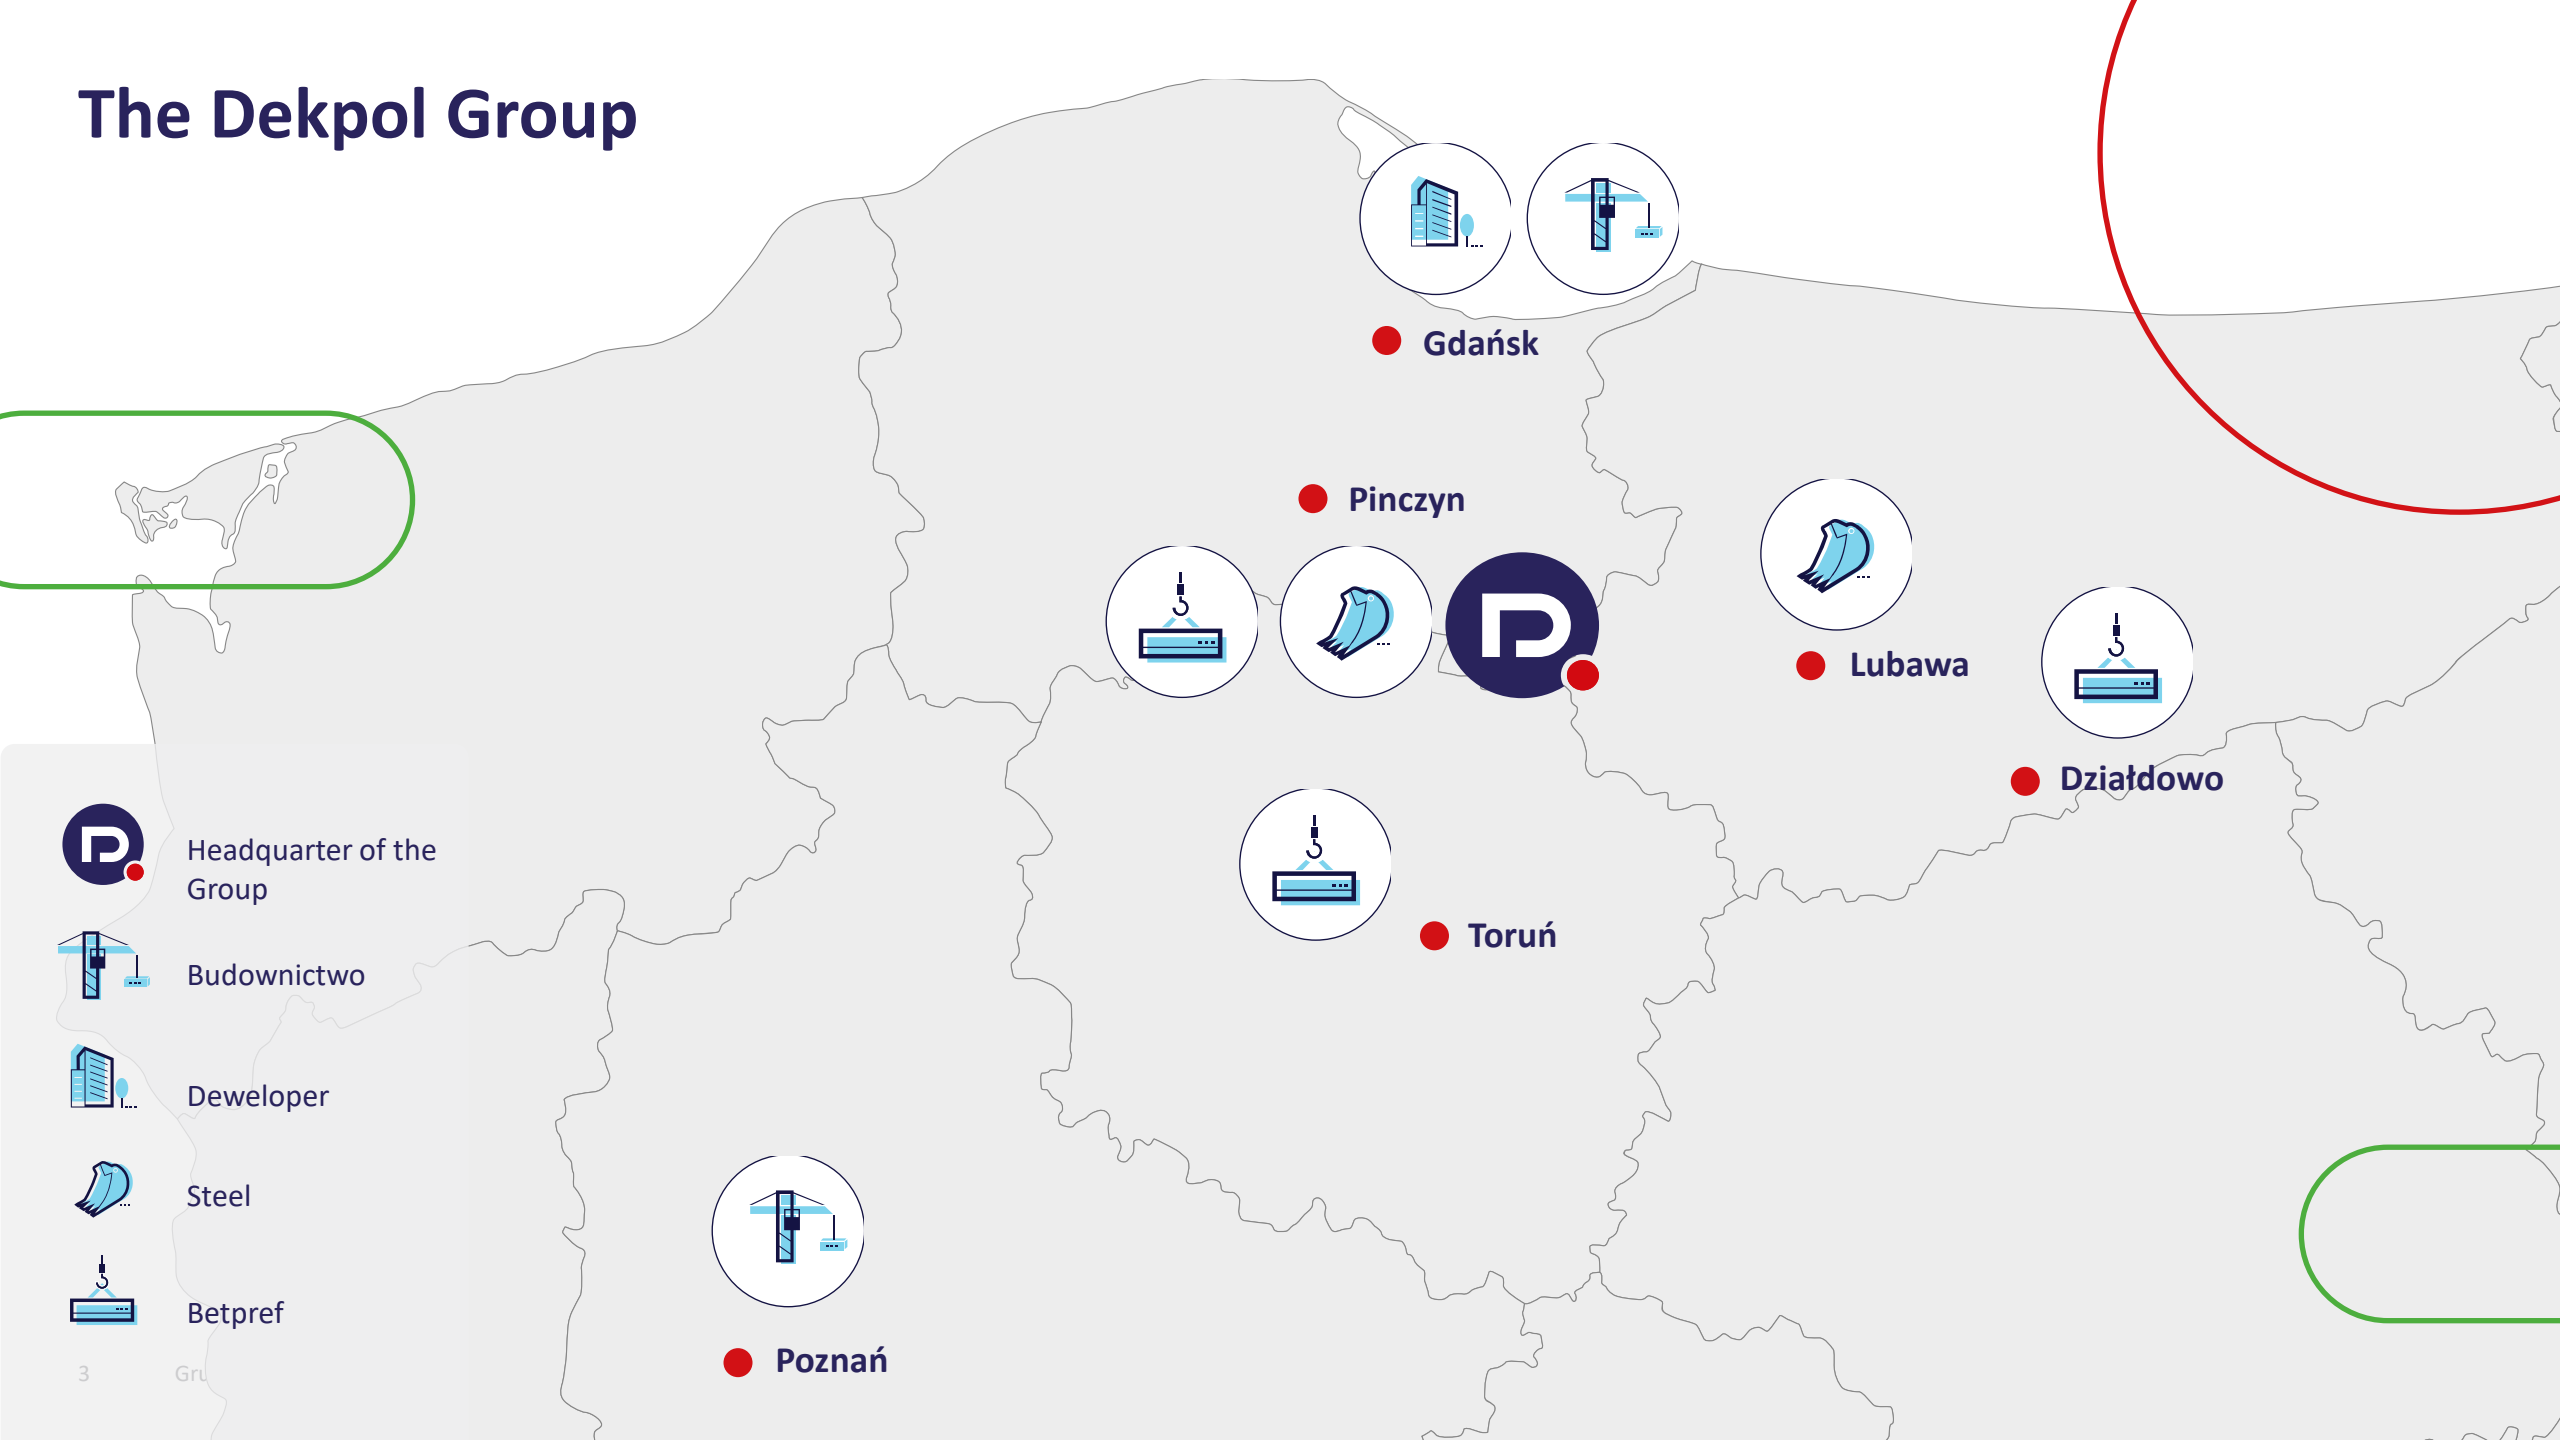 The Dekpol Group
Gdańsk
Pinczyn
Lubawa
Działdowo
Toruń
Poznań
Headquarter of the
Group
Budownictwo
Deweloper
Steel
Betpref
3